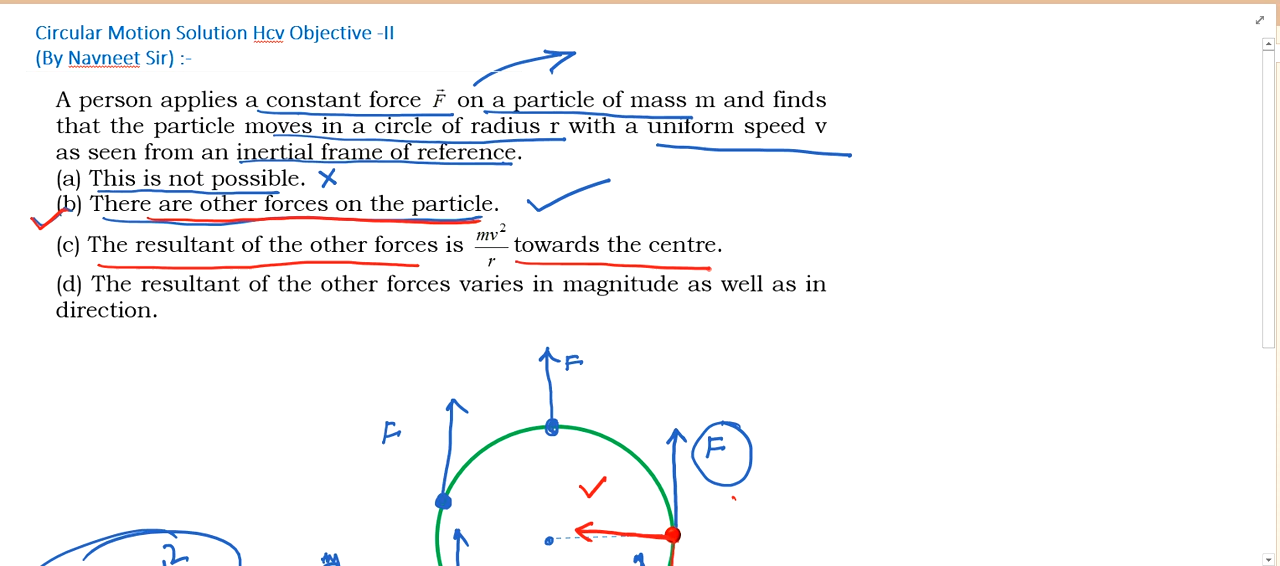 Circular Motion Solution Hcv Objective -II
(By Navneet Sir) :-
A person applies a constant force F⃗ on a particle of mass m and finds
that the particle moves in a circle of radius r with a uniform speed v
as seen from an inertial frame of reference.
(a) This is not possible. ×
(b) There are other forces on the particle.
(c) The resultant of the other forces is mv²/r towards the centre.
(d) The resultant of the other forces varies in magnitude as well as in
direction.
F
F
F
2